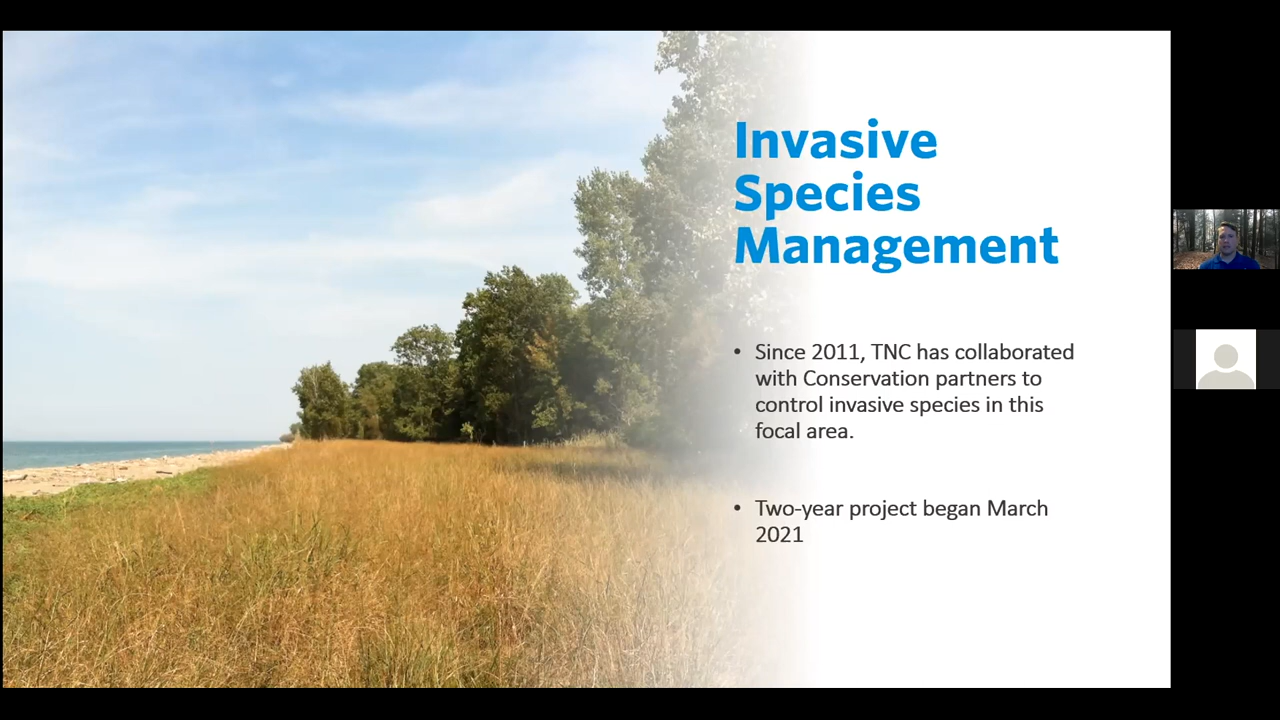 Invasive
Species
Management
• Since 2011, TNC has collaborated
with Conservation partners to
control invasive species in this
focal area.
• Two-year project began March
2021